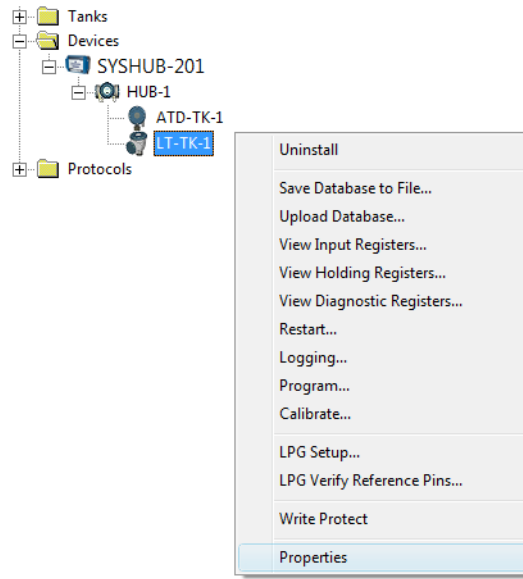 Tanks
Devices
SYSHUB-201
HUB-1
ATD-TK-1
LT-TK-1
Protocols
Uninstall
Save Database to File...
Upload Database...
View Input Registers...
View Holding Registers...
View Diagnostic Registers...
Restart...
Logging...
Program...
Calibrate...
LPG Setup...
LPG Verify Reference Pins...
Write Protect
Properties